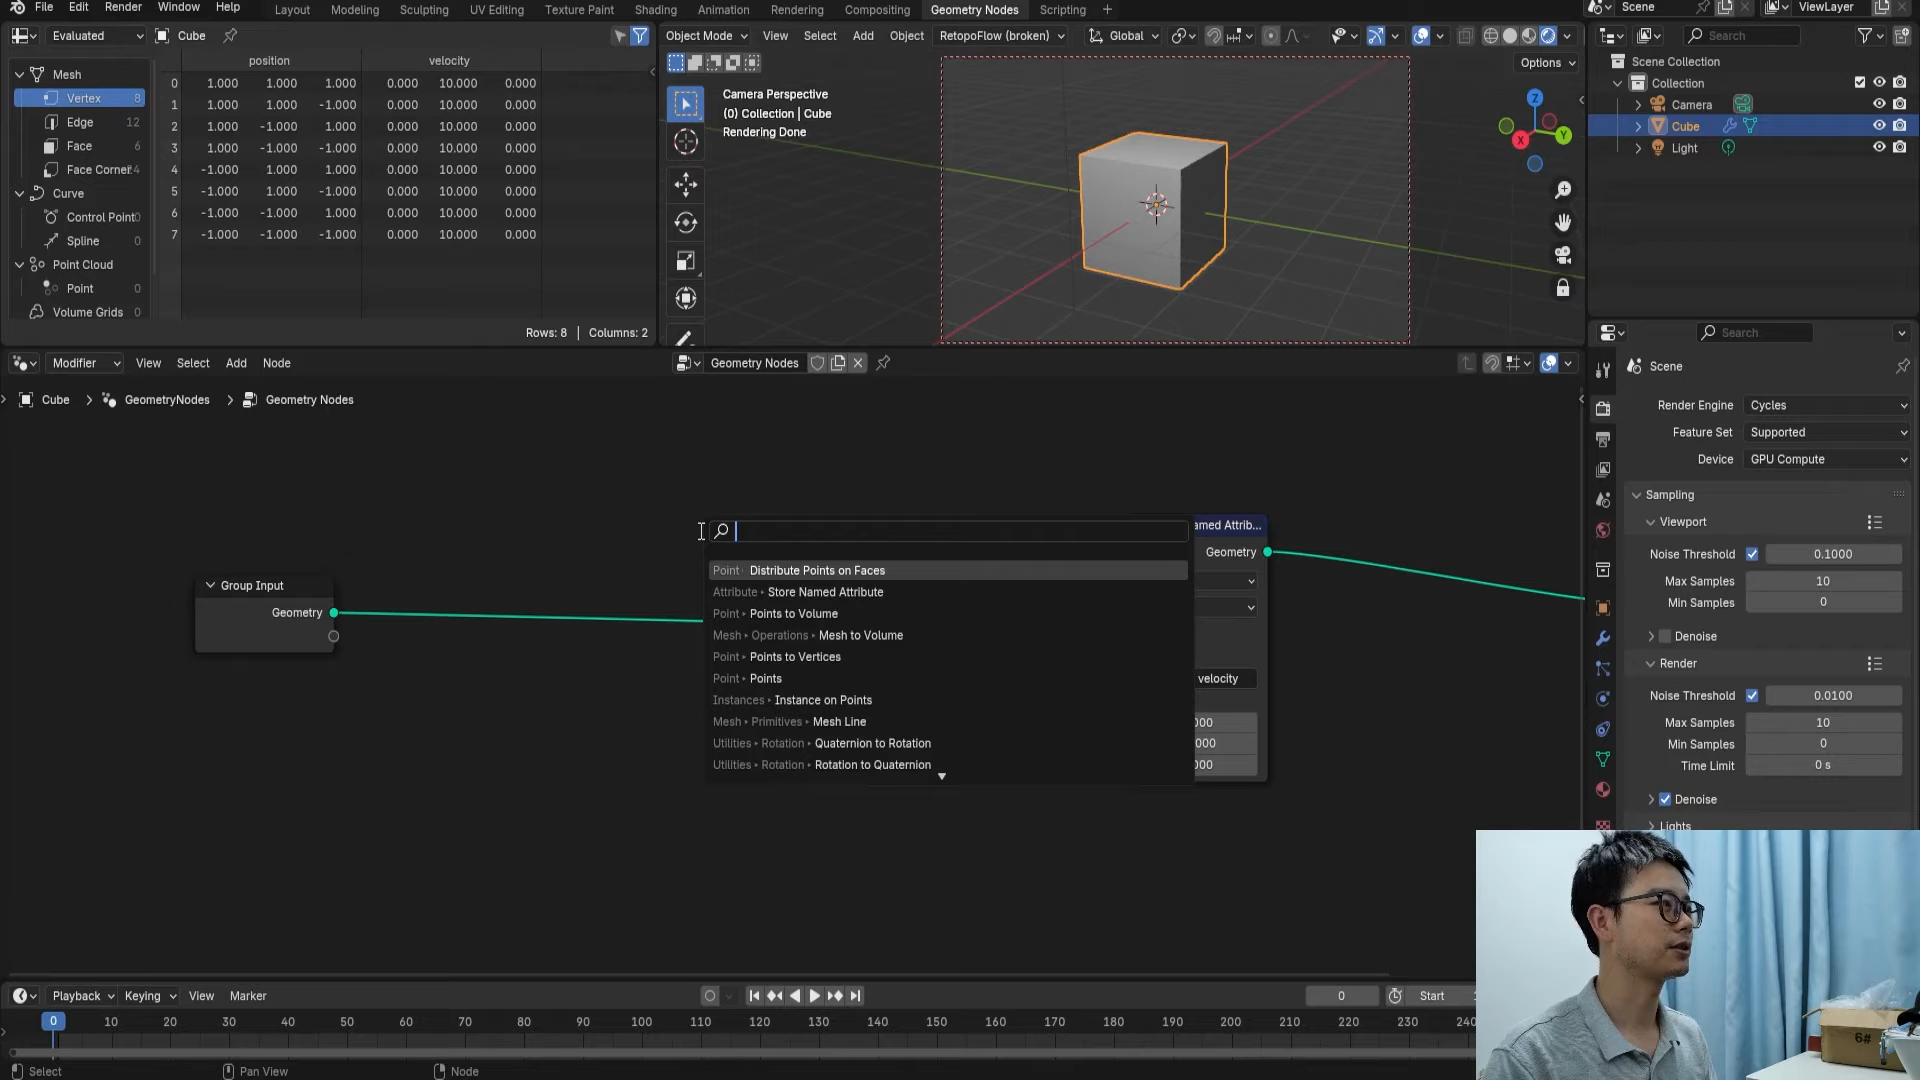 File Edit Render Window Help
Layout Modeling Sculpting UV Editing Texture Paint Shading Animation Rendering Compositing Geometry Nodes Scripting +
Scene
ViewLayer
Evaluated
Cube
Mesh
Vertex 8
Edge 12
Face 6
Face Corner
Curve
Control Point 0
Spline 0
Point Cloud
Point 0
Volume Grids 0
position velocity
0 1.000 1.000 1.000 0.000 10.000 0.000
1 1.000 1.000 -1.000 0.000 10.000 0.000
2 1.000 -1.000 1.000 0.000 10.000 0.000
3 1.000 -1.000 -1.000 0.000 10.000 0.000
4 -1.000 1.000 1.000 0.000 10.000 0.000
5 -1.000 1.000 -1.000 0.000 10.000 0.000
6 -1.000 -1.000 1.000 0.000 10.000 0.000
7 -1.000 -1.000 -1.000 0.000 10.000 0.000
Rows: 8 | Columns: 2
Object Mode View Select Add Object RetopoFlow (broken) Global
Options
Camera Perspective
(0) Collection | Cube
Rendering Done
Z
Y
X
Search
Scene Collection
Collection
Camera
Cube
Light
Modifier View Select Add Node
Geometry Nodes
Cube > GeometryNodes > Geometry Nodes
Group Input
Geometry
Point Distribute Points on Faces
Attribute Store Named Attribute
Point Points to Volume
Mesh Operations Mesh to Volume
Point Points to Vertices
Point Points
Instances Instance on Points
Mesh Primitives Mesh Line
Utilities Rotation Quaternion to Rotation
Utilities Rotation Rotation to Quaternion
amed Attrib...
Geometry
velocity
000
000
000
Search
Scene
Render Engine Cycles
Feature Set Supported
Device GPU Compute
Sampling
Viewport
Noise Threshold 0.1000
Max Samples 10
Min Samples 0
Denoise
Render
Noise Threshold 0.0100
Max Samples 10
Min Samples 0
Time Limit 0 s
Denoise
Lights
Playback Keying View Marker
0
Start
0 10 20 30 40 50 60 70 80 90 100 110 120 130 140 150 160 170 180 190 200 210 220 230 240
Select Pan View Node
6#